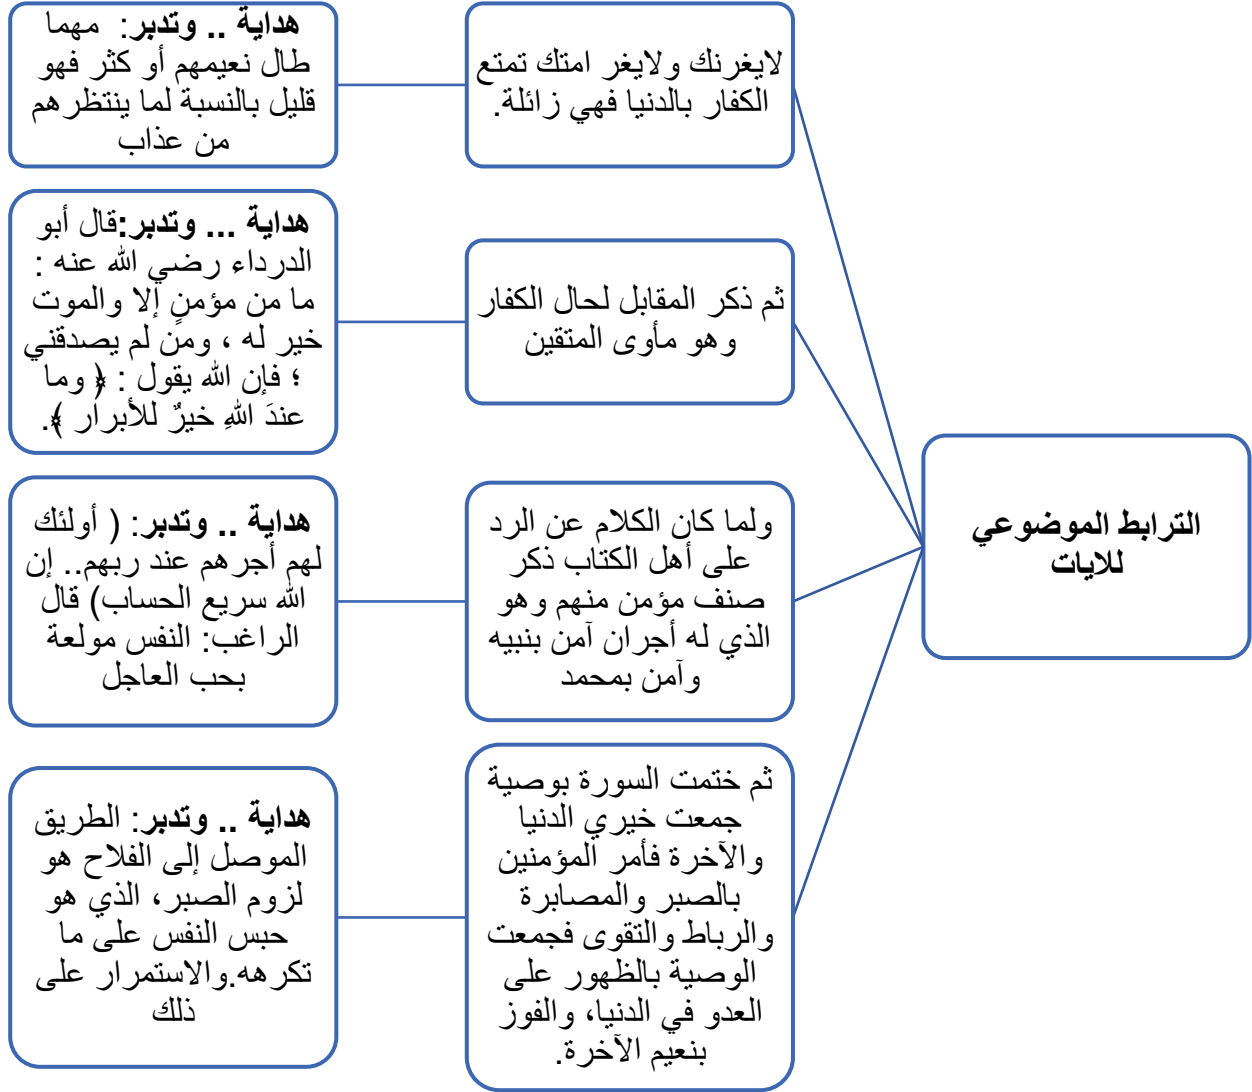 الترابط الموضوعي
للايات
لايغرنك ولايغر امتك تمتع
الكفار بالدنيا فهي زائلة.
هداية .. وتدبر: مهما
طال نعيمهم أو كثر فهو
قليل بالنسبة لما ينتظرهم
من عذاب
ثم ذكر المقابل لحال الكفار
وهو مأوى المتقين
هداية ... وتدبر:قال أبو
الدرداء رضي الله عنه :
ما من مؤمنٍ إلا والموت
خير له ، ومن لم يصدقني
؛ فإن الله يقول : ﴿ وما
عندَ اللهِ خيرٌ للأبرار ﴾.
ولما كان الكلام عن الرد
على أهل الكتاب ذكر
صنف مؤمن منهم وهو
الذي له أجران آمن بنبيه
وآمن بمحمد
هداية .. وتدبر: ( أولئك
لهم أجرهم عند ربهم.. إن
الله سريع الحساب) قال
الراغب: النفس مولعة
بحب العاجل
ثم ختمت السورة بوصية
جمعت خيري الدنيا
والآخرة فأمر المؤمنين
بالصبر والمصابرة
والرباط والتقوى فجمعت
الوصية بالظهور على
العدو في الدنيا، والفوز
بنعيم الآخرة.
هداية .. وتدبر: الطريق
الموصل إلى الفلاح هو
لزوم الصبر، الذي هو
حبس النفس على ما
تكرهه.والاستمرار على
ذلك